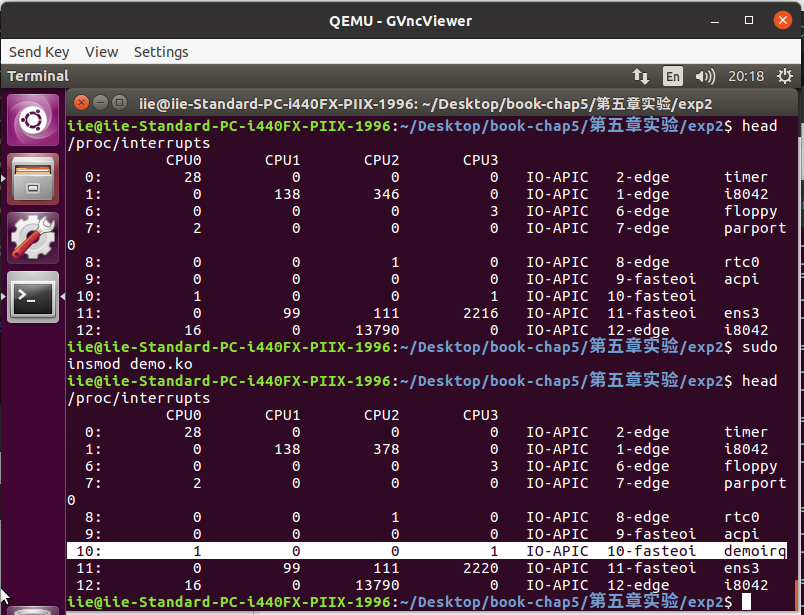 QEMU - GVncViewer
Send Key View Settings
Terminal En 20:18
iie@iie-Standard-PC-i440FX-PIIX-1996: ~/Desktop/book-chap5/第五章实验/exp2
iie@iie-Standard-PC-i440FX-PIIX-1996:~/Desktop/book-chap5/第五章实验/exp2$ head
/proc/interrupts
CPU0 CPU1 CPU2 CPU3
0: 28 0 0 0 IO-APIC 2-edge timer
1: 0 138 346 0 IO-APIC 1-edge i8042
6: 0 0 0 3 IO-APIC 6-edge floppy
7: 2 0 0 0 IO-APIC 7-edge parport
0
8: 0 0 1 0 IO-APIC 8-edge rtc0
9: 0 0 0 0 IO-APIC 9-fasteoi acpi
10: 1 0 0 1 IO-APIC 10-fasteoi
11: 0 99 111 2216 IO-APIC 11-fasteoi ens3
12: 16 0 13790 0 IO-APIC 12-edge i8042
iie@iie-Standard-PC-i440FX-PIIX-1996:~/Desktop/book-chap5/第五章实验/exp2$ sudo
insmod demo.ko
iie@iie-Standard-PC-i440FX-PIIX-1996:~/Desktop/book-chap5/第五章实验/exp2$ head
/proc/interrupts
CPU0 CPU1 CPU2 CPU3
0: 28 0 0 0 IO-APIC 2-edge timer
1: 0 138 378 0 IO-APIC 1-edge i8042
6: 0 0 0 3 IO-APIC 6-edge floppy
7: 2 0 0 0 IO-APIC 7-edge parport
0
8: 0 0 1 0 IO-APIC 8-edge rtc0
9: 0 0 0 0 IO-APIC 9-fasteoi acpi
10: 1 0 0 1 IO-APIC 10-fasteoi demoirq
11: 0 99 111 2220 IO-APIC 11-fasteoi ens3
12: 16 0 13790 0 IO-APIC 12-edge i8042
iie@iie-Standard-PC-i440FX-PIIX-1996:~/Desktop/book-chap5/第五章实验/exp2$